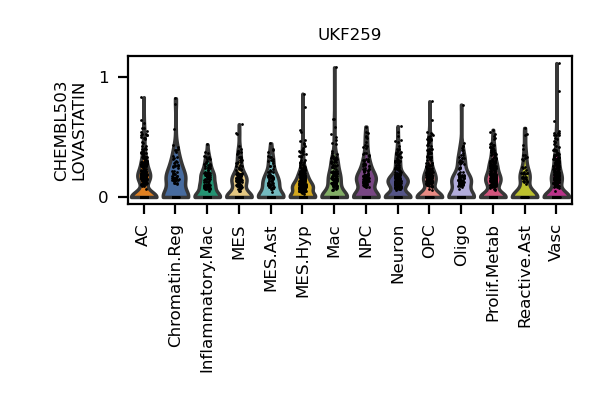 UKF259
CHEMBL503
LOVASTATIN
1
0
AC
Chromatin.Reg
Inflammatory.Mac
MES
MES.Ast
MES.Hyp
Mac
NPC
Neuron
OPC
Oligo
Prolif.Metab
Reactive.Ast
Vasc